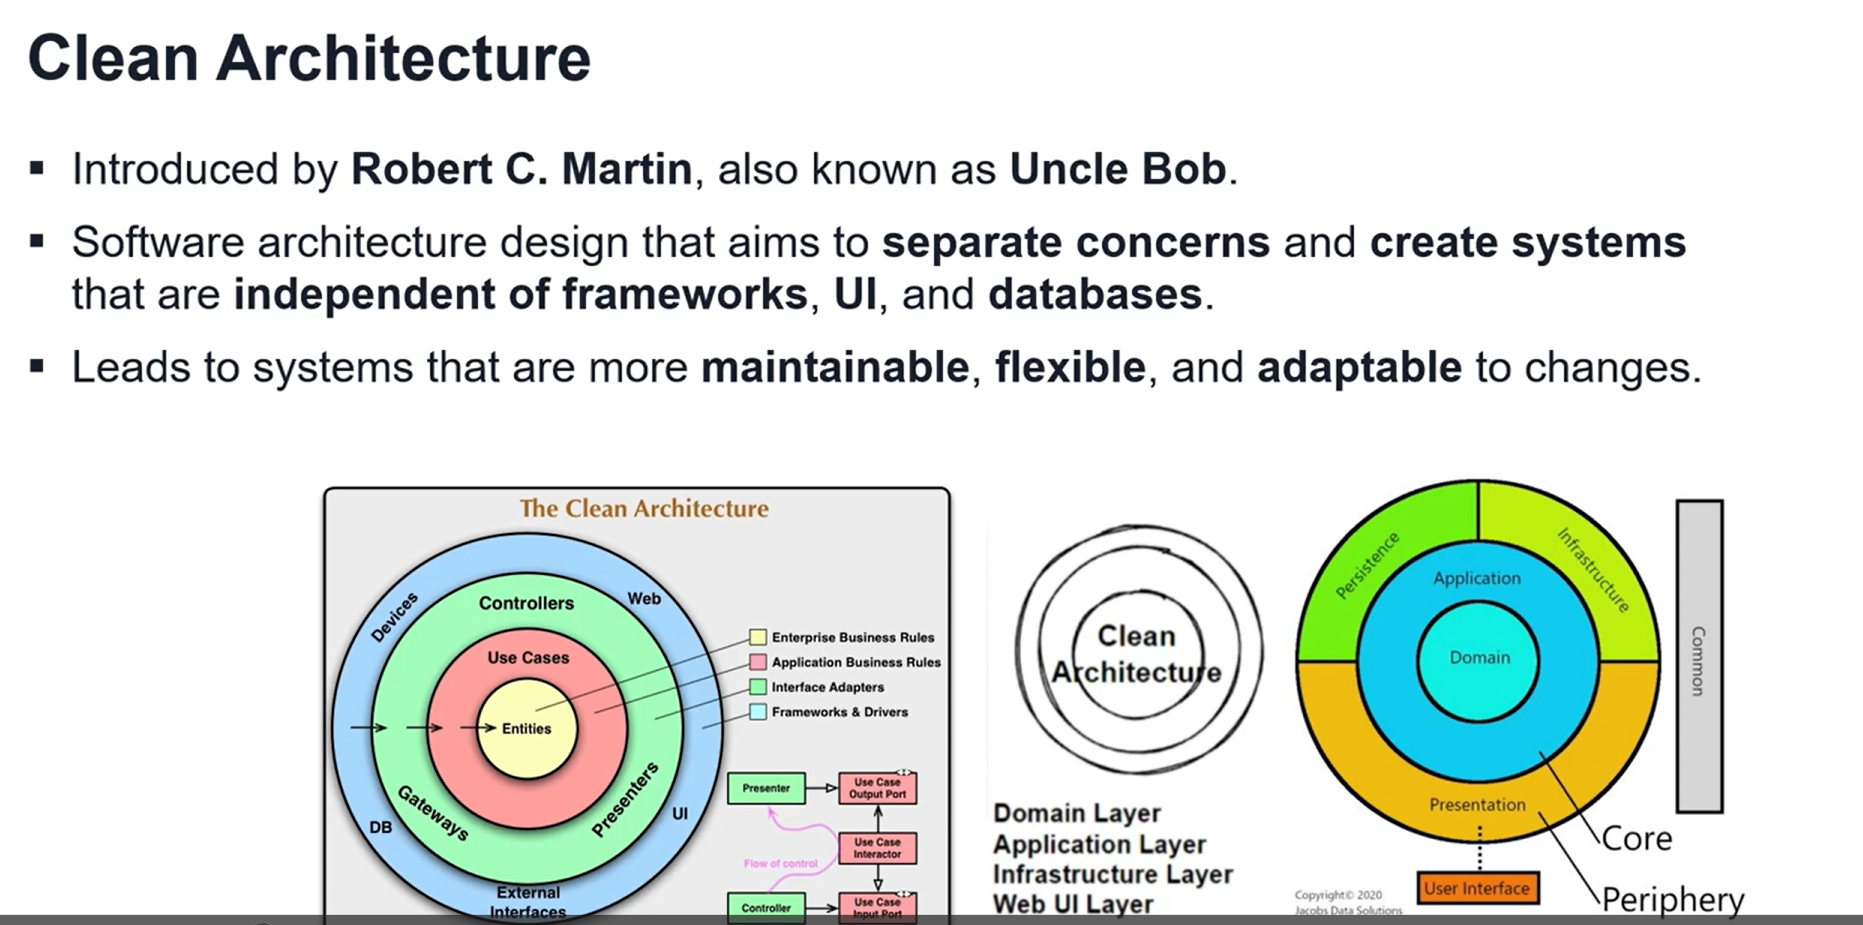 Clean Architecture
▪ Introduced by Robert C. Martin, also known as Uncle Bob.
▪ Software architecture design that aims to separate concerns and create systems
that are independent of frameworks, UI, and databases.
▪ Leads to systems that are more maintainable, flexible, and adaptable to changes.
The Clean Architecture
Devices
Web
Controllers
Use Cases
Entities
Gateways
Presenters
DB
UI
External
Interfaces
Enterprise Business Rules
Application Business Rules
Interface Adapters
Frameworks & Drivers
Presenter
Use Case
Output Port
<I>
Use Case
Interactor
Flow of control
Controller
Use Case
Input Port
<I>
Clean
Architecture
Domain Layer
Application Layer
Infrastructure Layer
Web UI Layer
Persistence
Infrastructure
Application
Domain
Presentation
User Interface
Common
Core
Periphery
Copyright© 2020
Jacobs Data Solutions